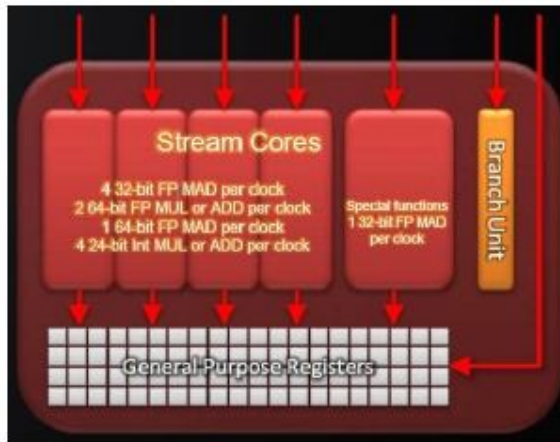 Stream Cores
4 32-bit FP MAD per clock
2 64-bit FP MUL or ADD per clock
1 64-bit FP MAD per clock
4 24-bit Int MUL or ADD per clock
Special functions
1 32-bit FP MAD
per clock
Branch Unit
General Purpose Registers